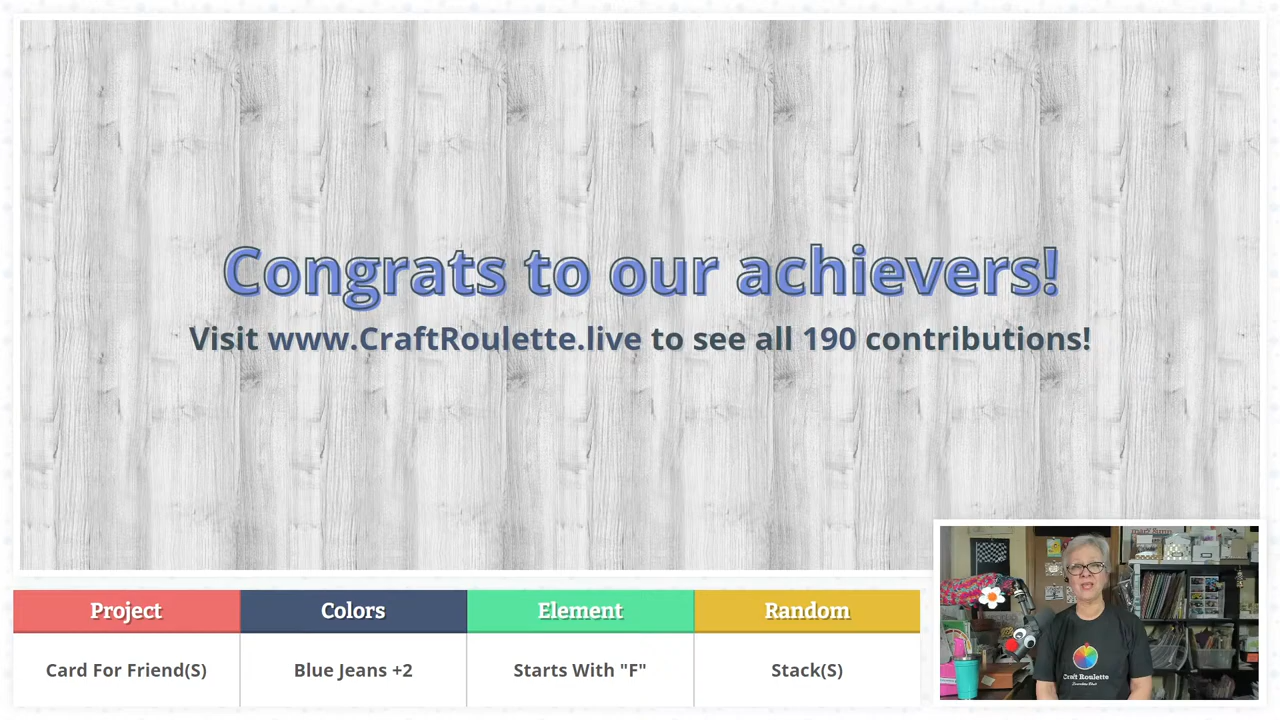 Congrats to our achievers!
Visit www.CraftRoulette.live to see all 190 contributions!
Project
Colors
Element
Random
Card For Friend(S)
Blue Jeans +2
Starts With "F"
Stack(S)
Craft Roulette